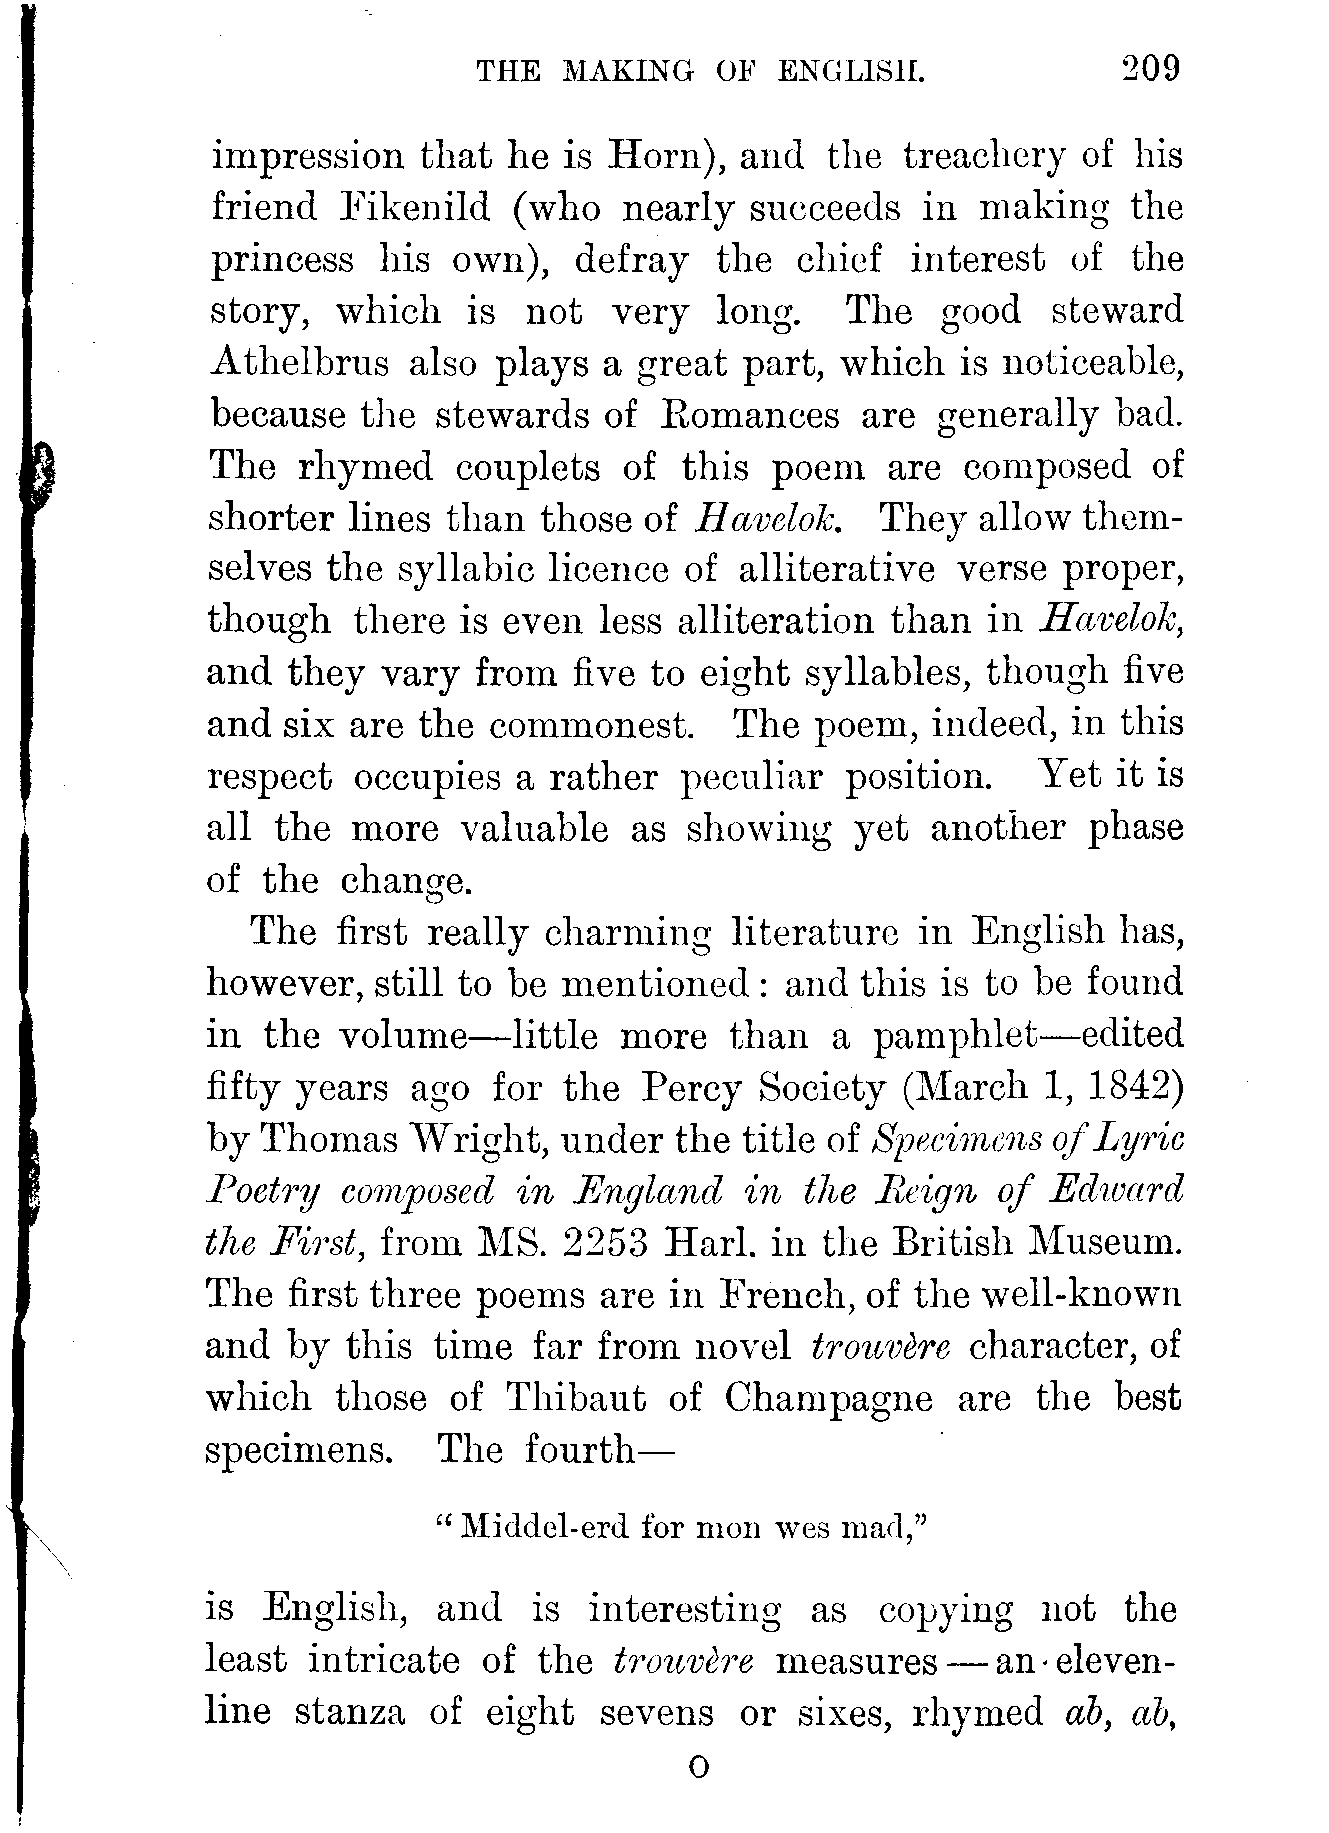 THE MAKING OF ENGLISH. 209
impression that he is Horn), and the treachery of his
friend Fikenild (who nearly succeeds in making the
princess his own), defray the chief interest of the
story, which is not very long. The good steward
Athelbrus also plays a great part, which is noticeable,
because the stewards of Romances are generally bad.
The rhymed couplets of this poem are composed of
shorter lines than those of Havelok. They allow them-
selves the syllabic licence of alliterative verse proper,
though there is even less alliteration than in Havelok,
and they vary from five to eight syllables, though five
and six are the commonest. The poem, indeed, in this
respect occupies a rather peculiar position. Yet it is
all the more valuable as showing yet another phase
of the change.
The first really charming literature in English has,
however, still to be mentioned: and this is to be found
in the volume—little more than a pamphlet—edited
fifty years ago for the Percy Society (March 1, 1842)
by Thomas Wright, under the title of Specimens of Lyric
Poetry composed in England in the Reign of Edward
the First, from MS. 2253 Harl. in the British Museum.
The first three poems are in French, of the well-known
and by this time far from novel trouvère character, of
which those of Thibaut of Champagne are the best
specimens. The fourth—
“Middel-erd for mon wes mad,”
is English, and is interesting as copying not the
least intricate of the trouvère measures — an eleven-
line stanza of eight sevens or sixes, rhymed ab, ab,
O